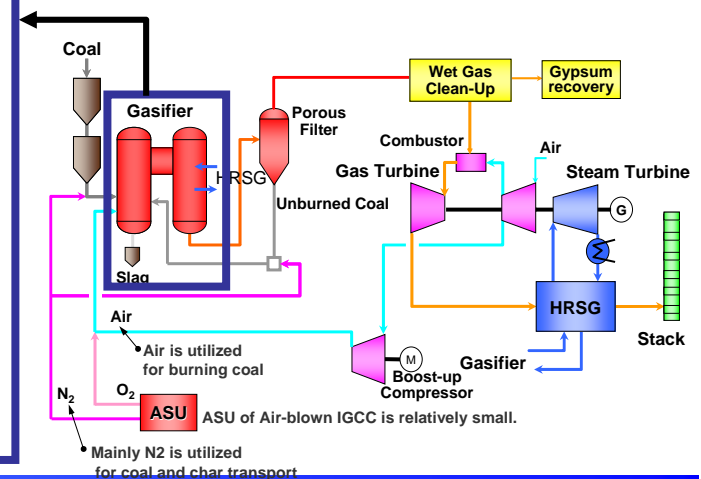 Coal
Gasifier
HRSG
Slag
Porous
Filter
Unburned Coal
Wet Gas
Clean-Up
Gypsum
recovery
Combustor
Air
Gas Turbine
Steam Turbine
G
HRSG
Stack
Gasifier
M
Boost-up
Compressor
Air
Air is utilized
for burning coal
N2
O2
ASU
ASU of Air-blown IGCC is relatively small.
Mainly N2 is utilized
for coal and char transport